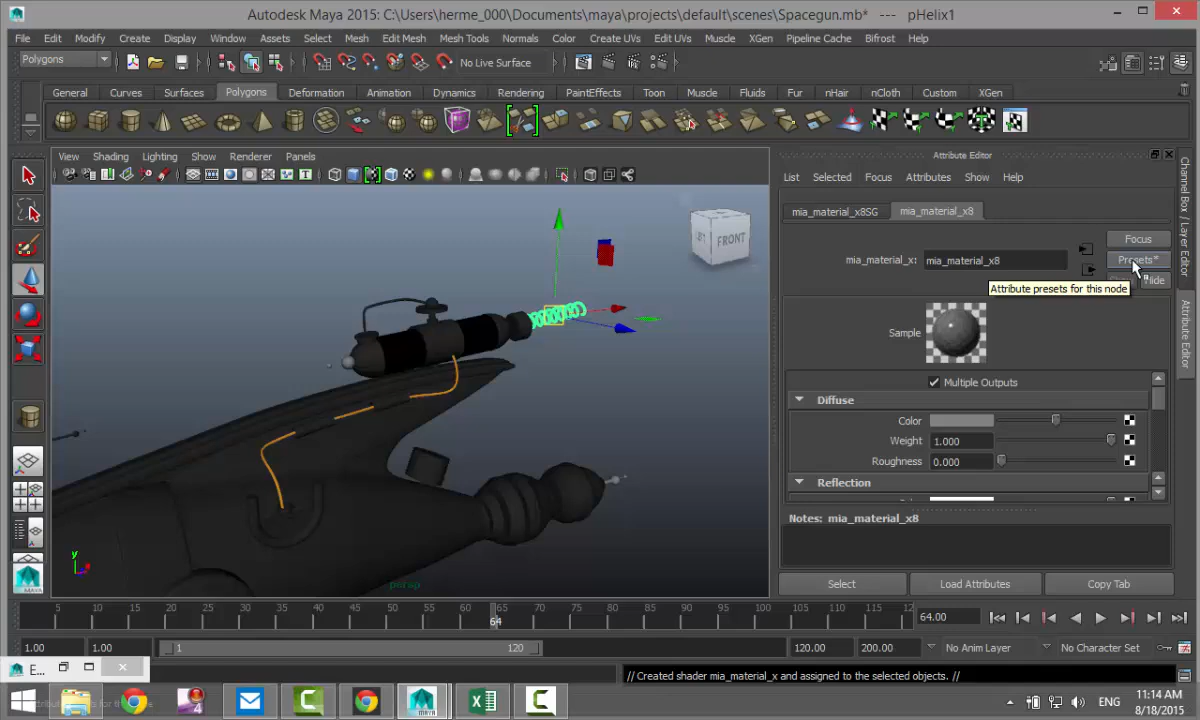 Autodesk Maya 2015: C:\Users\herme_000\Documents\maya\projects\default\scenes\Spacegun.mb* --- pHelix1
File Edit Modify Create Display Window Assets Select Mesh Edit Mesh Mesh Tools Normals Color Create UVs Edit UVs Muscle XGen Pipeline Cache Bifrost Help
Polygons No Live Surface
General Curves Surfaces Polygons Deformation Animation Dynamics Rendering PaintEffects Toon Muscle Fluids Fur nHair nCloth Custom XGen
View Shading Lighting Show Renderer Panels
Attribute Editor
List Selected Focus Attributes Show Help
mia_material_x8SG mia_material_x8
Focus
mia_material_x: mia_material_x8 Presets*
Hide
Attribute presets for this node
Sample
FRONT
Multiple Outputs
Diffuse
Color
Weight 1.000
Roughness 0.000
Reflection
Notes: mia_material_x8
Select Load Attributes Copy Tab
Channel Box / Layer Editor
Attribute Editor
y
persp
5 10 15 20 25 30 35 40 45 50 55 60 65 70 75 80 85 90 95 100 105 110 115 12
64 64.00
1.00 1.00 1 120 120.00 200.00 No Anim Layer No Character Set
E...
// Created shader mia_material_x and assigned to the selected objects. //
4
ENG
11:14 AM
8/18/2015